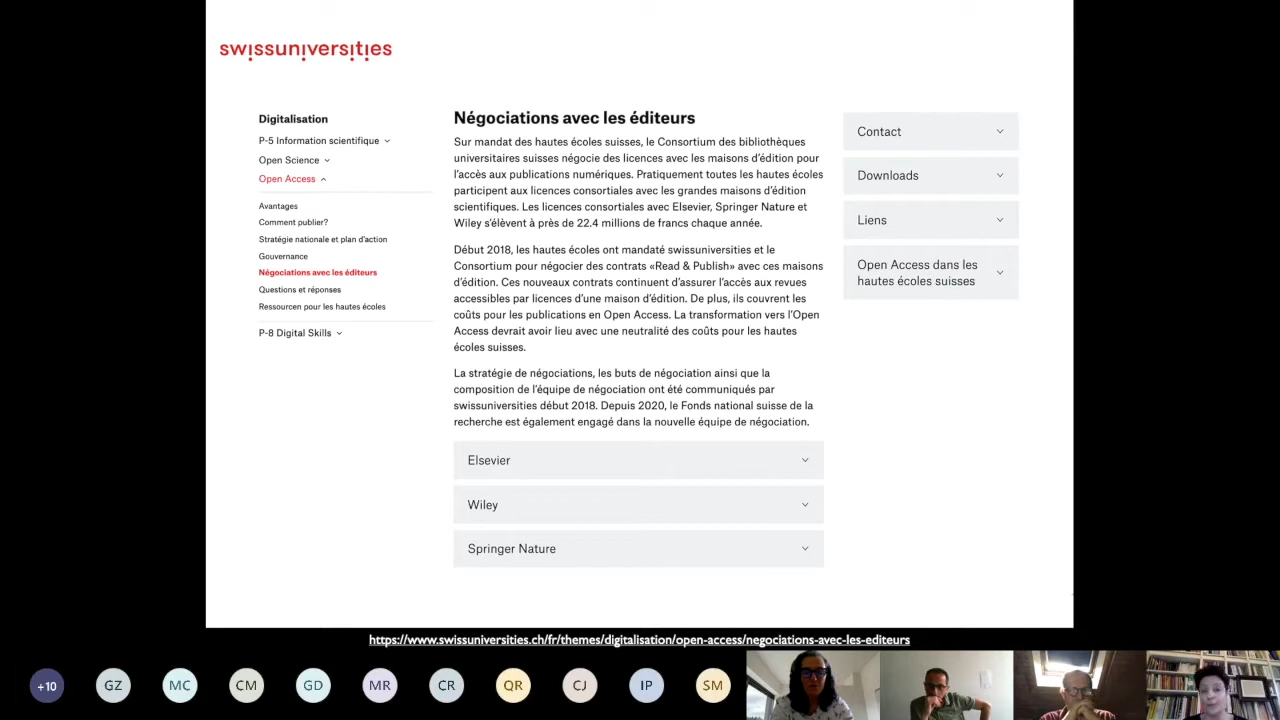 swissuniversities
Digitalisation
P-5 Information scientifique
Open Science
Open Access
Avantages
Comment publier?
Stratégie nationale et plan d'action
Gouvernance
Négociations avec les éditeurs
Questions et réponses
Ressourcen pour les hautes écoles
P-8 Digital Skills
Négociations avec les éditeurs
Sur mandat des hautes écoles suisses, le Consortium des bibliothèques
universitaires suisses négocie des licences avec les maisons d'édition pour
l'accès aux publications numériques. Pratiquement toutes les hautes écoles
participent aux licences consortiales avec les grandes maisons d'édition
scientifiques. Les licences consortiales avec Elsevier, Springer Nature et
Wiley s'élèvent à près de 22.4 millions de francs chaque année.
Début 2018, les hautes écoles ont mandaté swissuniversities et le
Consortium pour négocier des contrats «Read & Publish» avec ces maisons
d'édition. Ces nouveaux contrats continuent d'assurer l'accès aux revues
accessibles par licences d'une maison d'édition. De plus, ils couvrent les
coûts pour les publications en Open Access. La transformation vers l'Open
Access devrait avoir lieu avec une neutralité des coûts pour les hautes
écoles suisses.
La stratégie de négociations, les buts de négociation ainsi que la
composition de l'équipe de négociation ont été communiqués par
swissuniversities début 2018. Depuis 2020, le Fonds national suisse de la
recherche est également engagé dans la nouvelle équipe de négociation.
Elsevier
Wiley
Springer Nature
Contact
Downloads
Liens
Open Access dans les
hautes écoles suisses
https://www.swissuniversities.ch/fr/themes/digitalisation/open-access/negociations-avec-les-editeurs
+10 GZ MC CM GD MR CR QR CJ IP SM